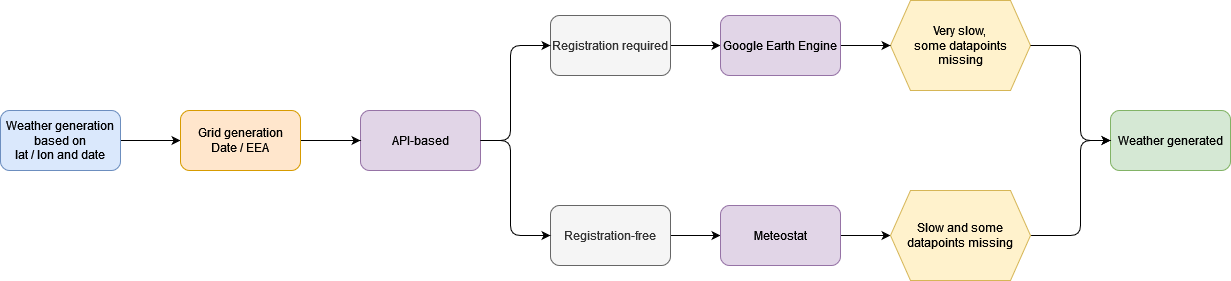 Weather generation
based on
lat / lon and date
Grid generation
Date / EEA
API-based
Registration required
Google Earth Engine
Very slow,
some datapoints
missing
Registration-free
Meteostat
Slow and some
datapoints missing
Weather generated